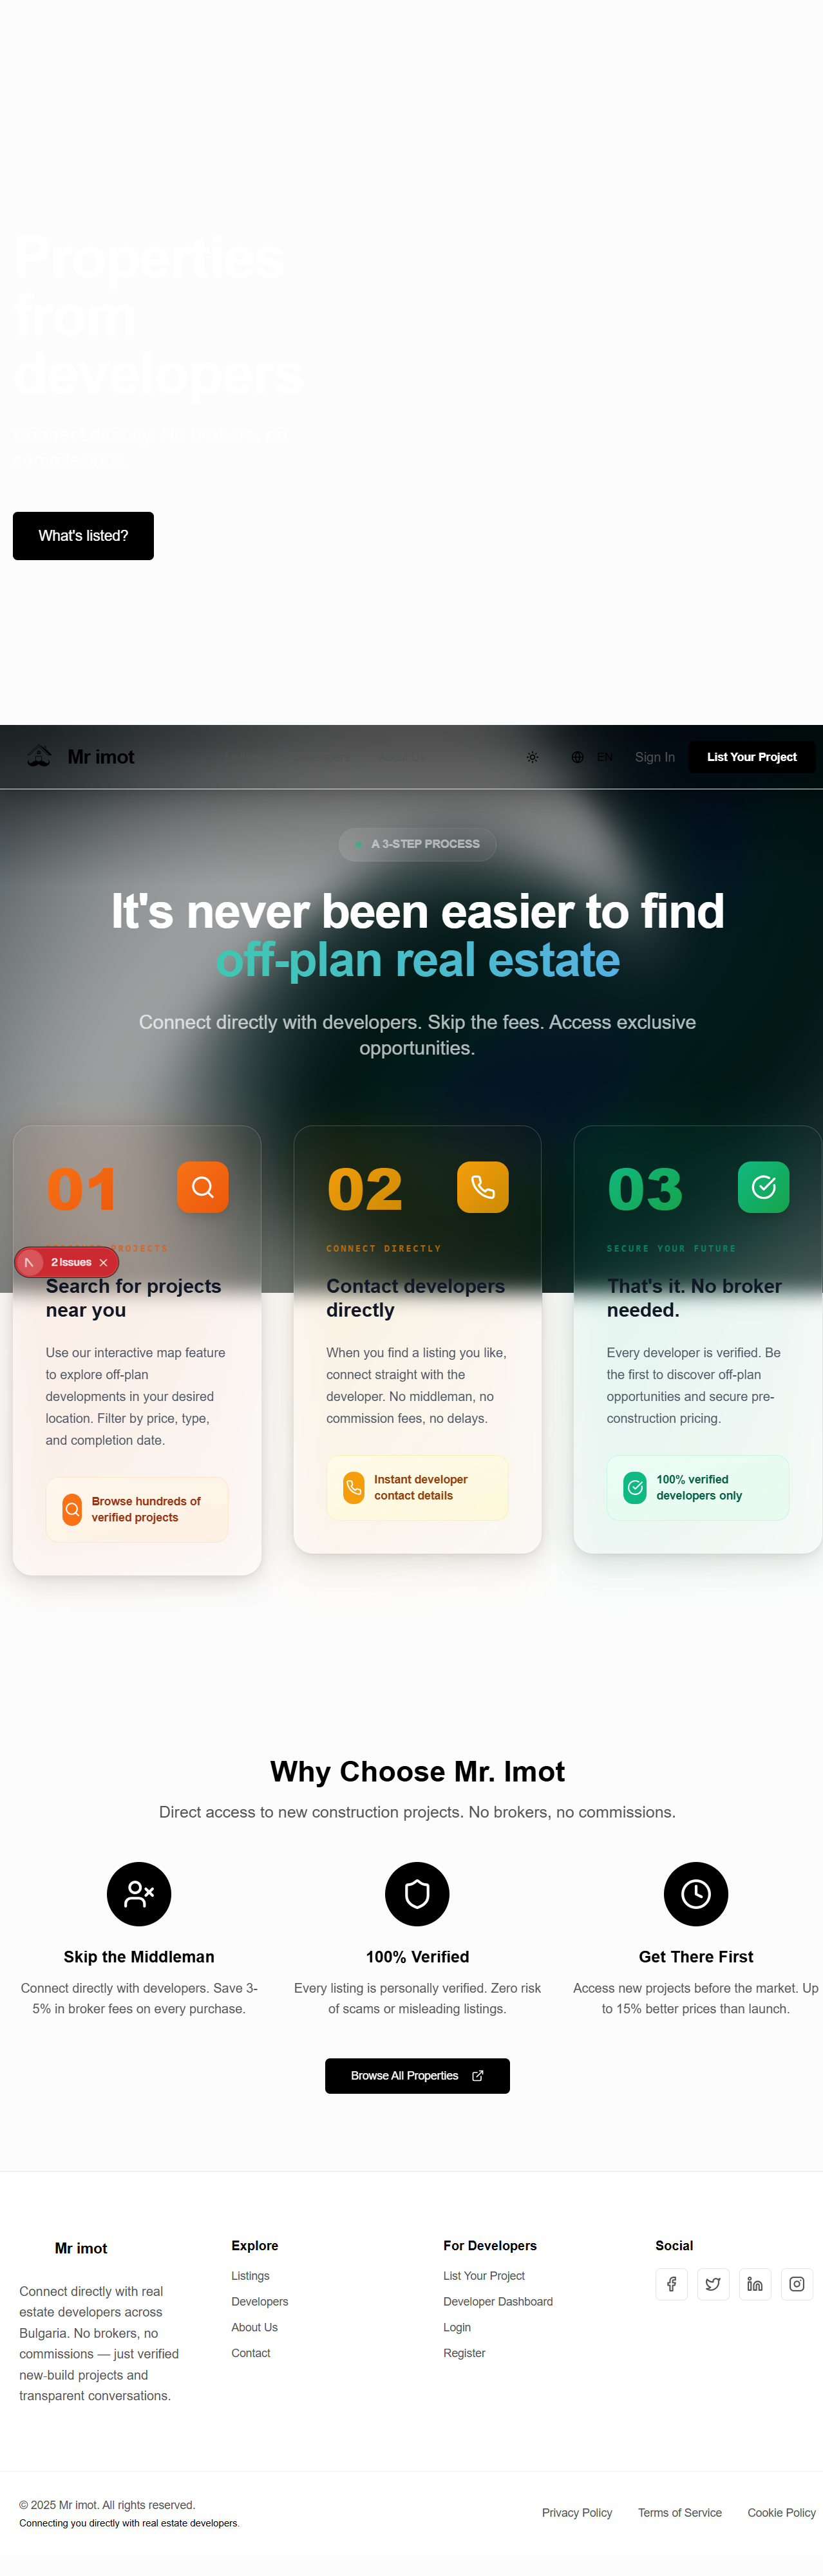 Properties
from
developers
Connect directly. No brokers, no
commissions.
What's listed?
Mr imot
EN
Sign In
List Your Project
A 3-STEP PROCESS
It's never been easier to find
off-plan real estate
Connect directly with developers. Skip the fees. Access exclusive
opportunities.
01
PROJECTS
2 Issues
Search for projects
near you
Use our interactive map feature
to explore off-plan
developments in your desired
location. Filter by price, type,
and completion date.
Browse hundreds of
verified projects
02
CONNECT DIRECTLY
Contact developers
directly
When you find a listing you like,
connect straight with the
developer. No middleman, no
commission fees, no delays.
Instant developer
contact details
03
SECURE YOUR FUTURE
That's it. No broker
needed.
Every developer is verified. Be
the first to discover off-plan
opportunities and secure pre-
construction pricing.
100% verified
developers only
Why Choose Mr. Imot
Direct access to new construction projects. No brokers, no commissions.
Skip the Middleman
Connect directly with developers. Save 3-
5% in broker fees on every purchase.
100% Verified
Every listing is personally verified. Zero risk
of scams or misleading listings.
Get There First
Access new projects before the market. Up
to 15% better prices than launch.
Browse All Properties
Mr imot
Connect directly with real
estate developers across
Bulgaria. No brokers, no
commissions — just verified
new-build projects and
transparent conversations.
Explore
Listings
Developers
About Us
Contact
For Developers
List Your Project
Developer Dashboard
Login
Register
Social
© 2025 Mr imot. All rights reserved.
Connecting you directly with real estate developers.
Privacy Policy
Terms of Service
Cookie Policy